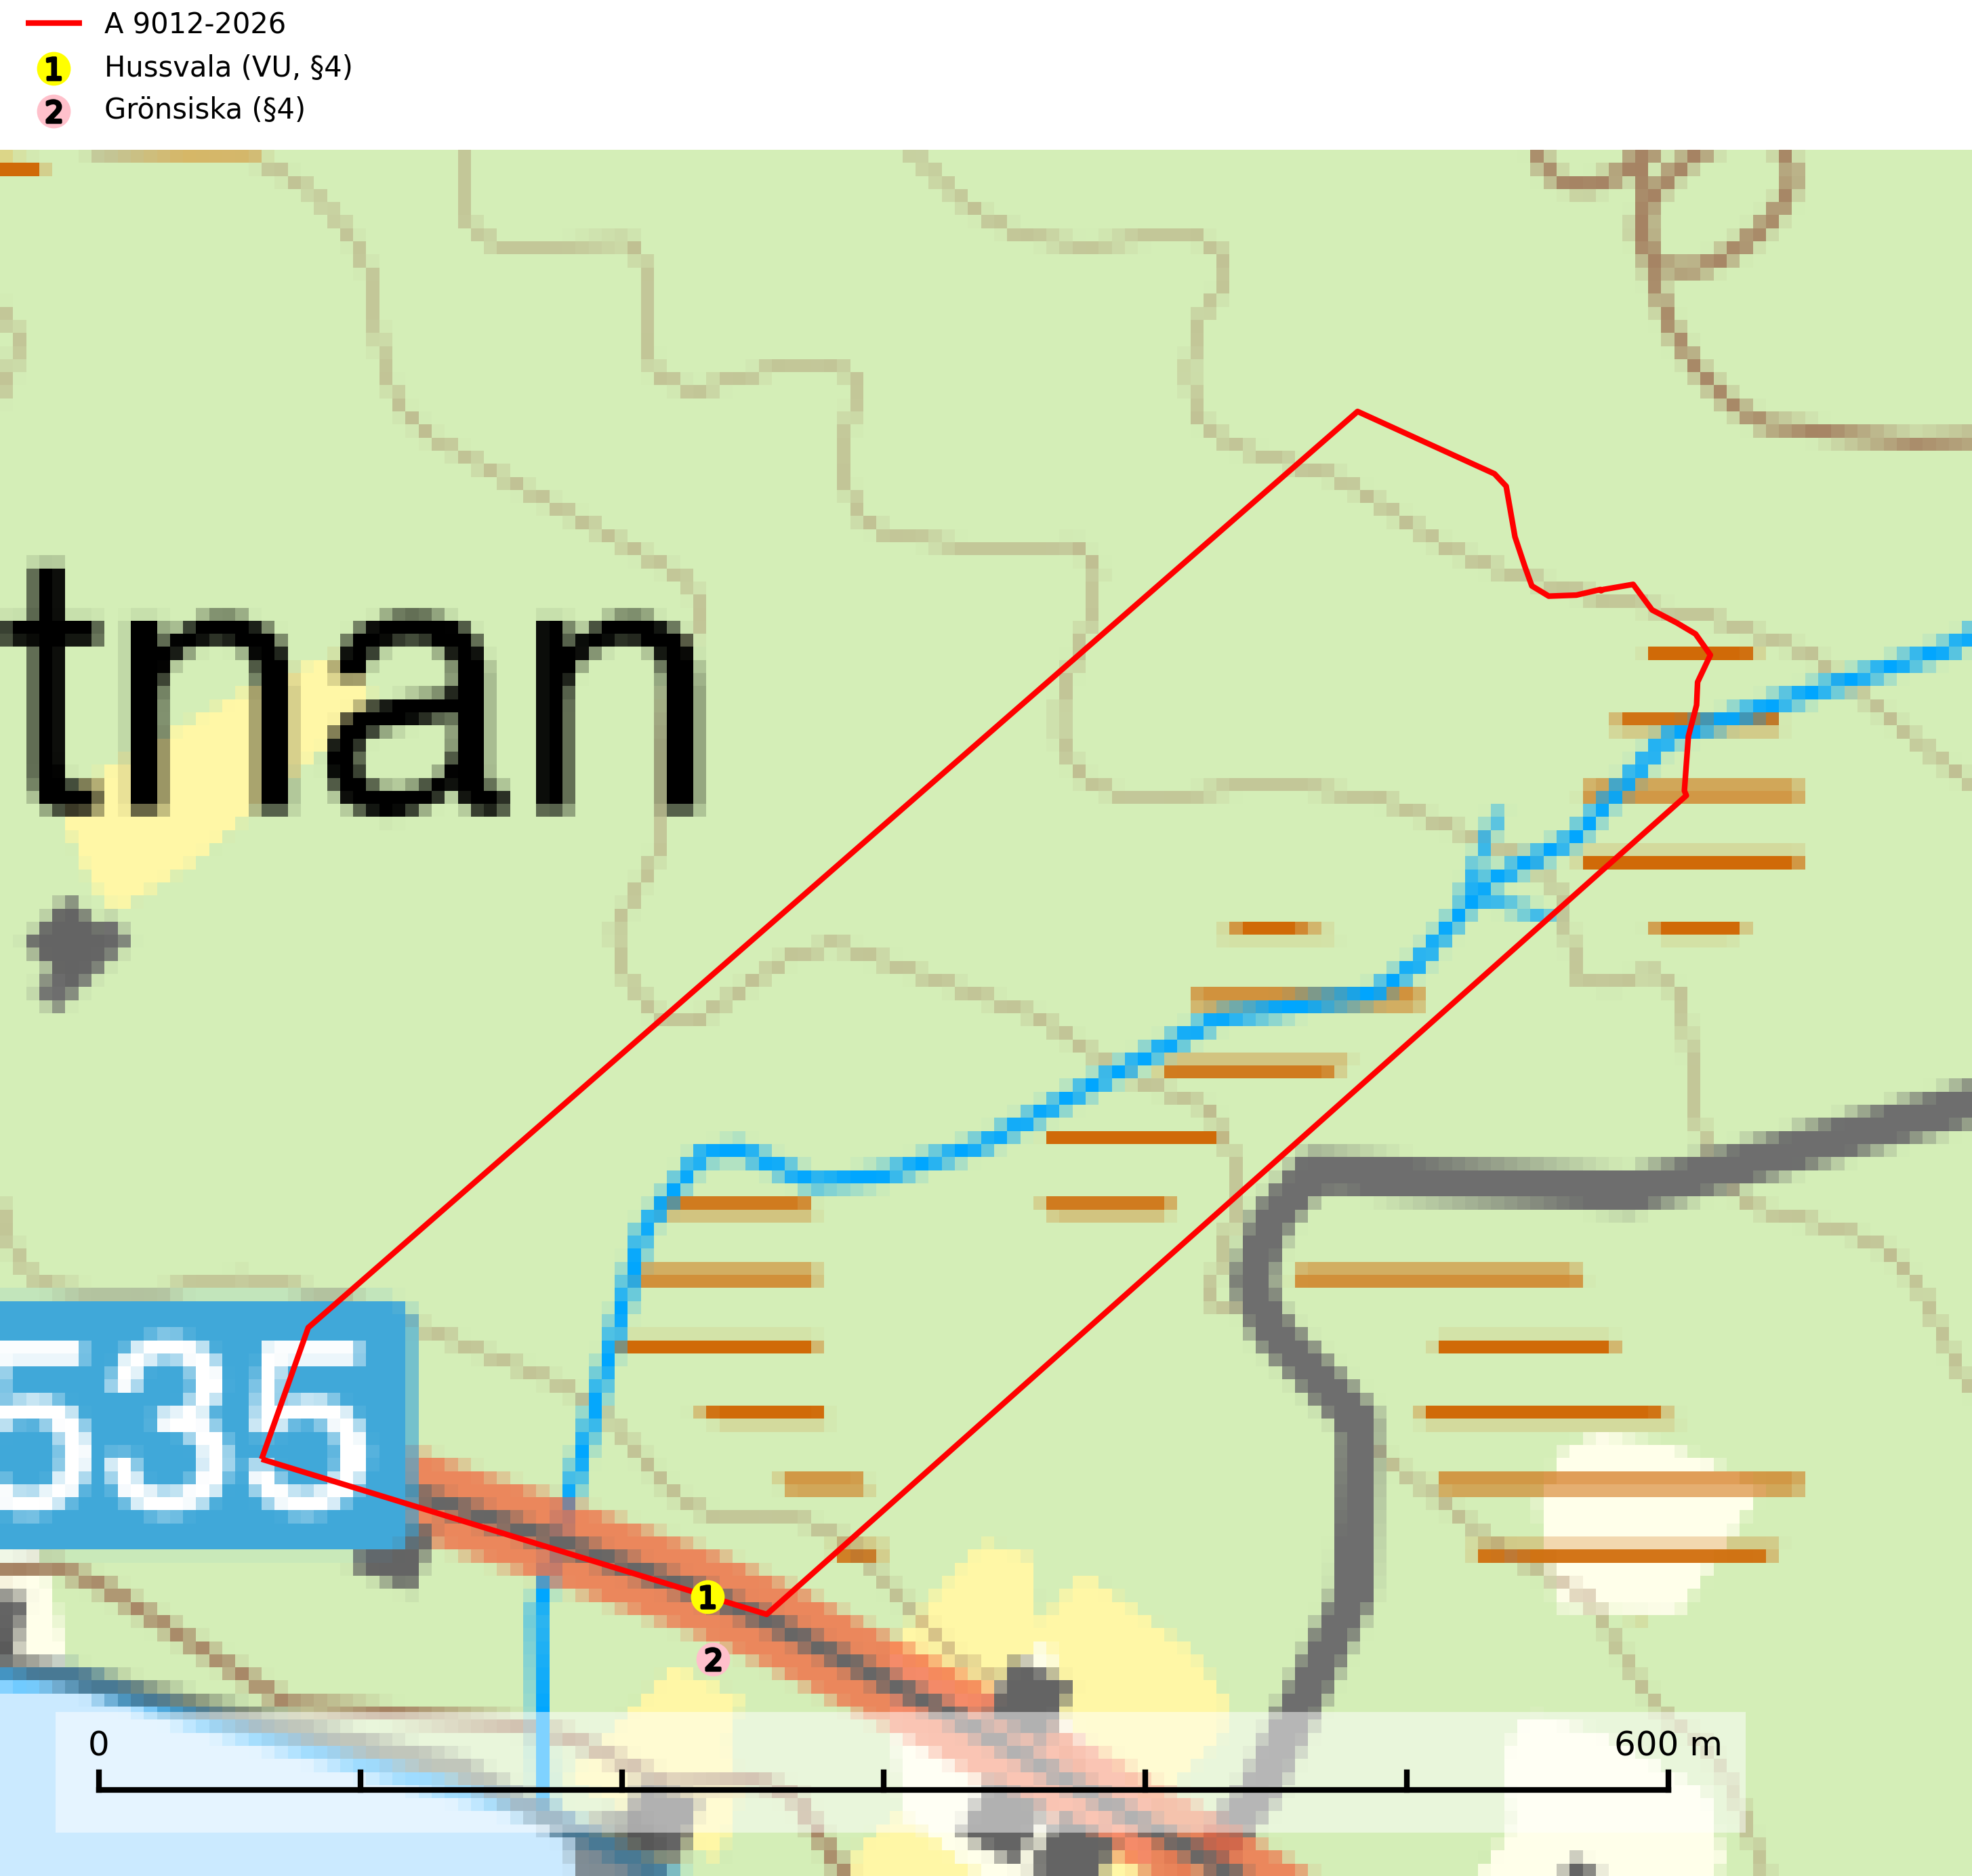 A 9012-2026
1 Hussvala (VU, §4)
2 Grönsiska (§4)
tnan
535
1
2
0 600 m